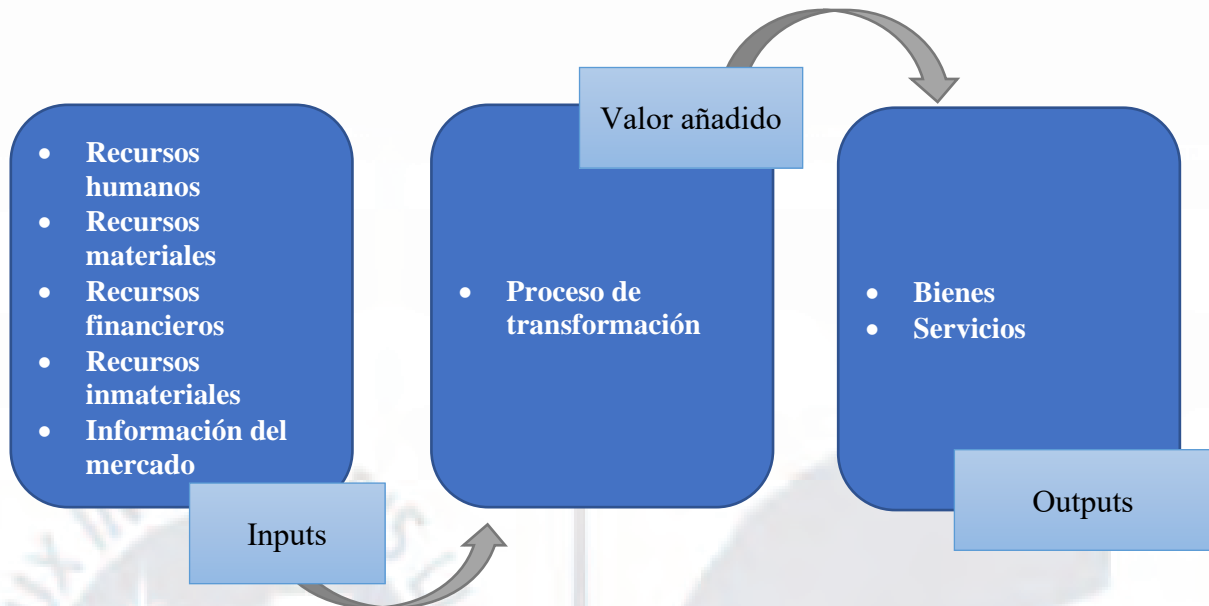 • Recursos
humanos
• Recursos
materiales
• Recursos
financieros
• Recursos
inmateriales
• Información del
mercado
Inputs
Valor añadido
• Proceso de
transformación
• Bienes
• Servicios
Outputs